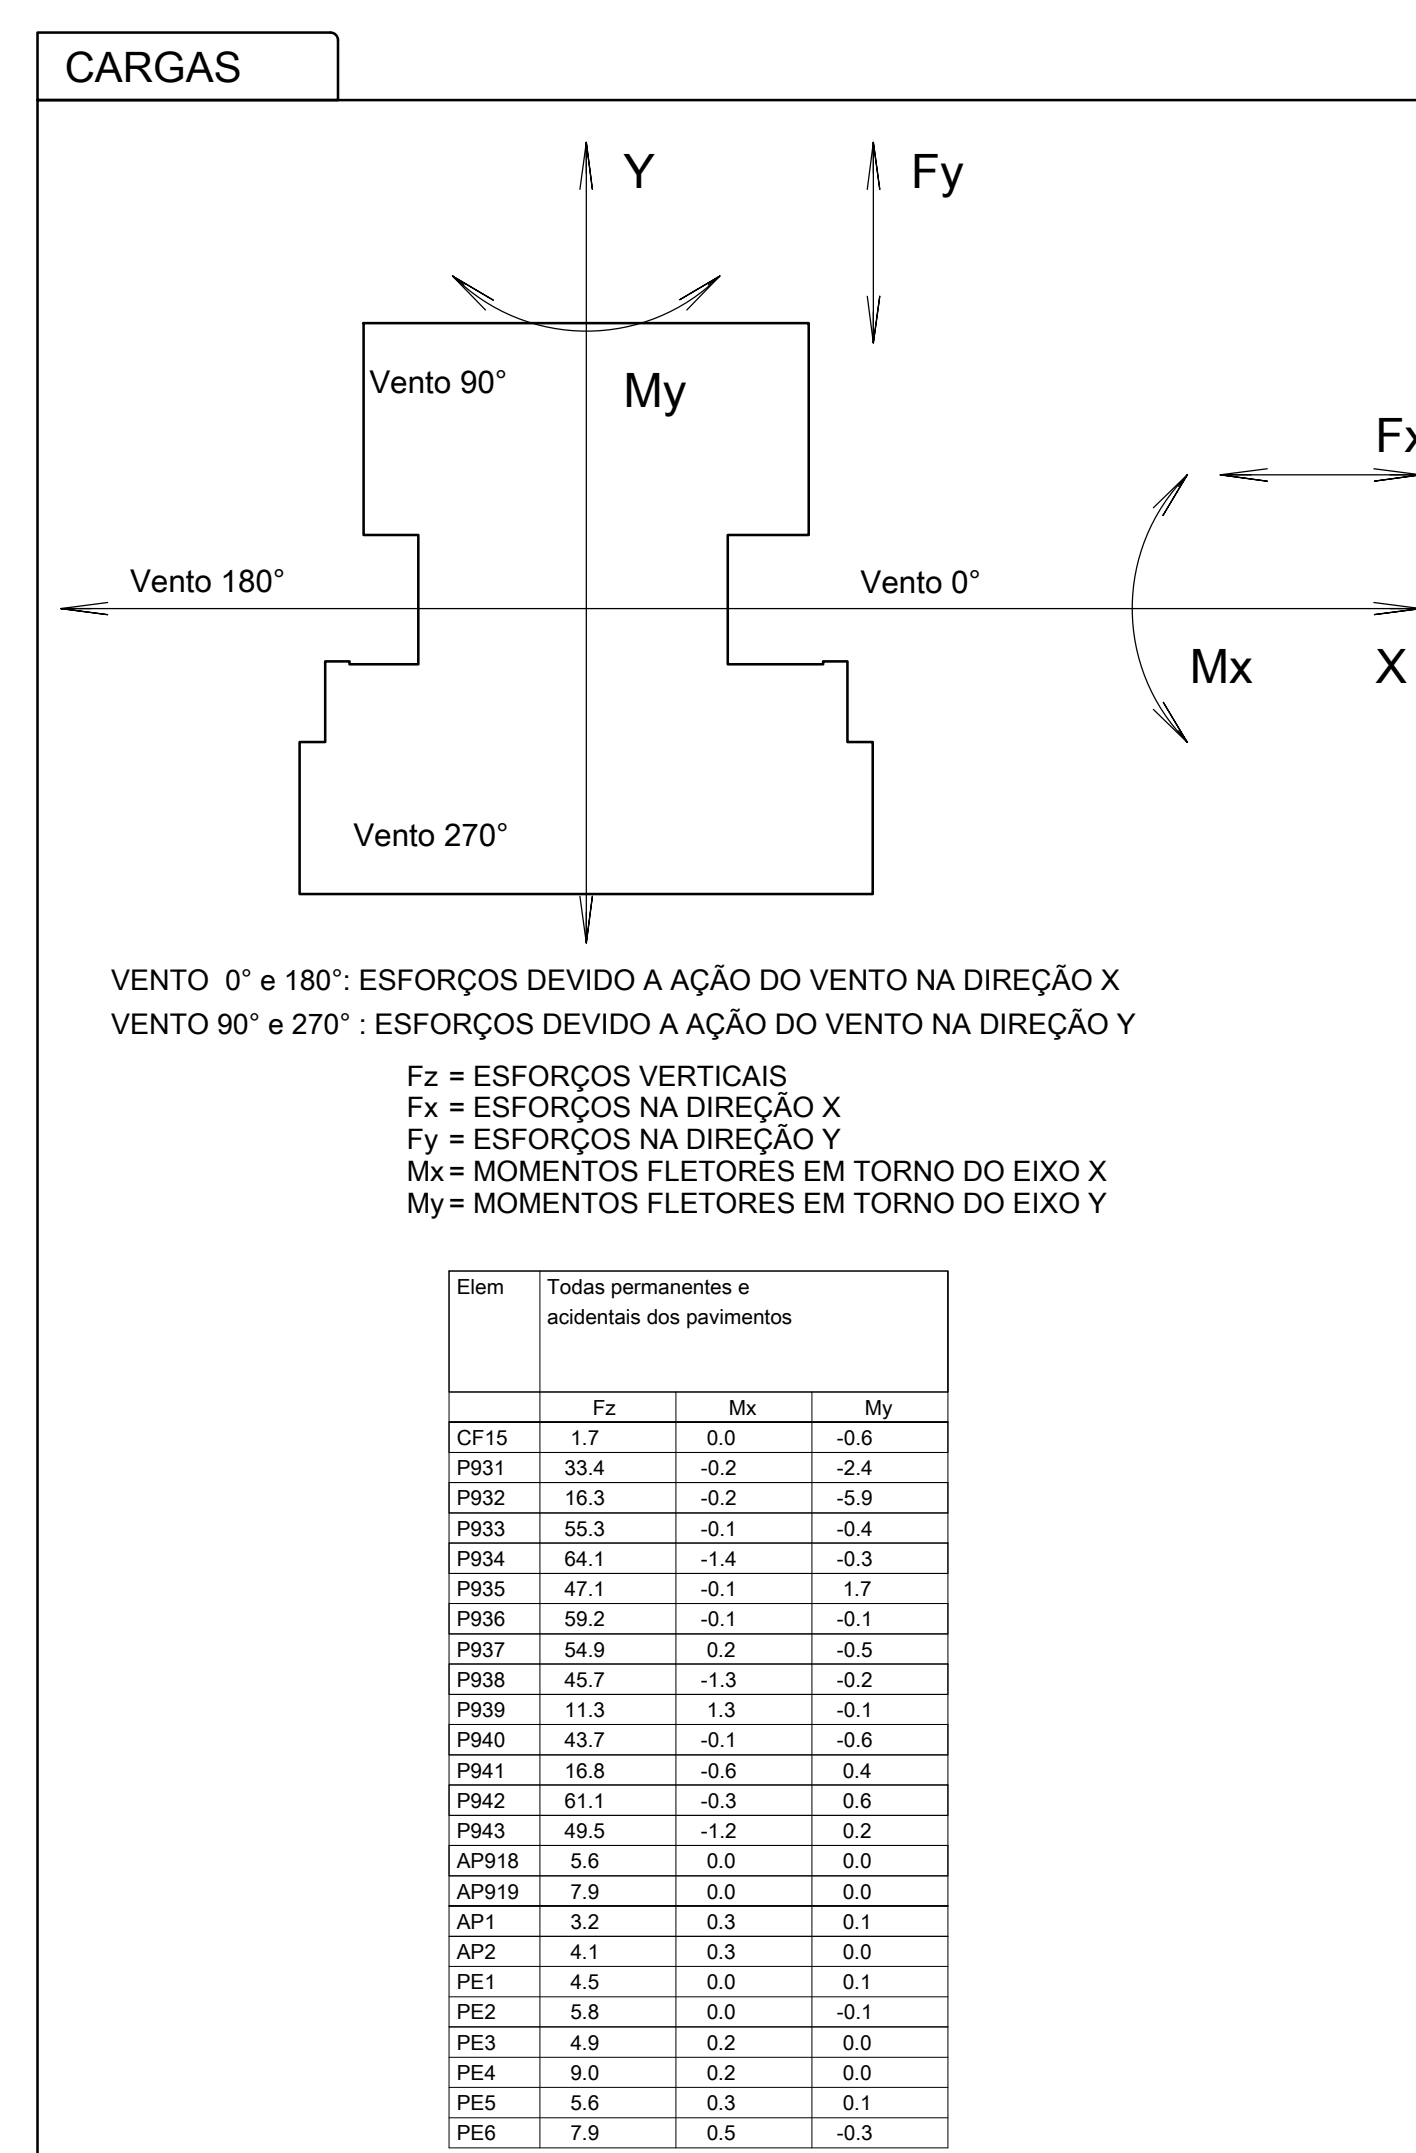 CARGAS
Y
Fy
Vento 90°
My
Fx
Vento 180°
Vento 0°
Mx
X
Vento 270°
VENTO 0° e 180°: ESFORÇOS DEVIDO A AÇÃO DO VENTO NA DIREÇÃO X
VENTO 90° e 270° : ESFORÇOS DEVIDO A AÇÃO DO VENTO NA DIREÇÃO Y
Fz = ESFORÇOS VERTICAIS
Fx = ESFORÇOS NA DIREÇÃO X
Fy = ESFORÇOS NA DIREÇÃO Y
Mx = MOMENTOS FLETORES EM TORNO DO EIXO X
My = MOMENTOS FLETORES EM TORNO DO EIXO Y
Elem Todas permanentes e
acidentais dos pavimentos
Fz Mx My
CF15 1.7 0.0 -0.6
P931 33.4 -0.2 -2.4
P932 16.3 -0.2 -5.9
P933 55.3 -0.1 -0.4
P934 64.1 -1.4 -0.3
P935 47.1 -0.1 1.7
P936 59.2 -0.1 -0.1
P937 54.9 0.2 -0.5
P938 45.7 -1.3 -0.2
P939 11.3 1.3 -0.1
P940 43.7 -0.1 -0.6
P941 16.8 -0.6 0.4
P942 61.1 -0.3 0.6
P943 49.5 -1.2 0.2
AP918 5.6 0.0 0.0
AP919 7.9 0.0 0.0
AP1 3.2 0.3 0.1
AP2 4.1 0.3 0.0
PE1 4.5 0.0 0.1
PE2 5.8 0.0 -0.1
PE3 4.9 0.2 0.0
PE4 9.0 0.2 0.0
PE5 5.6 0.3 0.1
PE6 7.9 0.5 -0.3